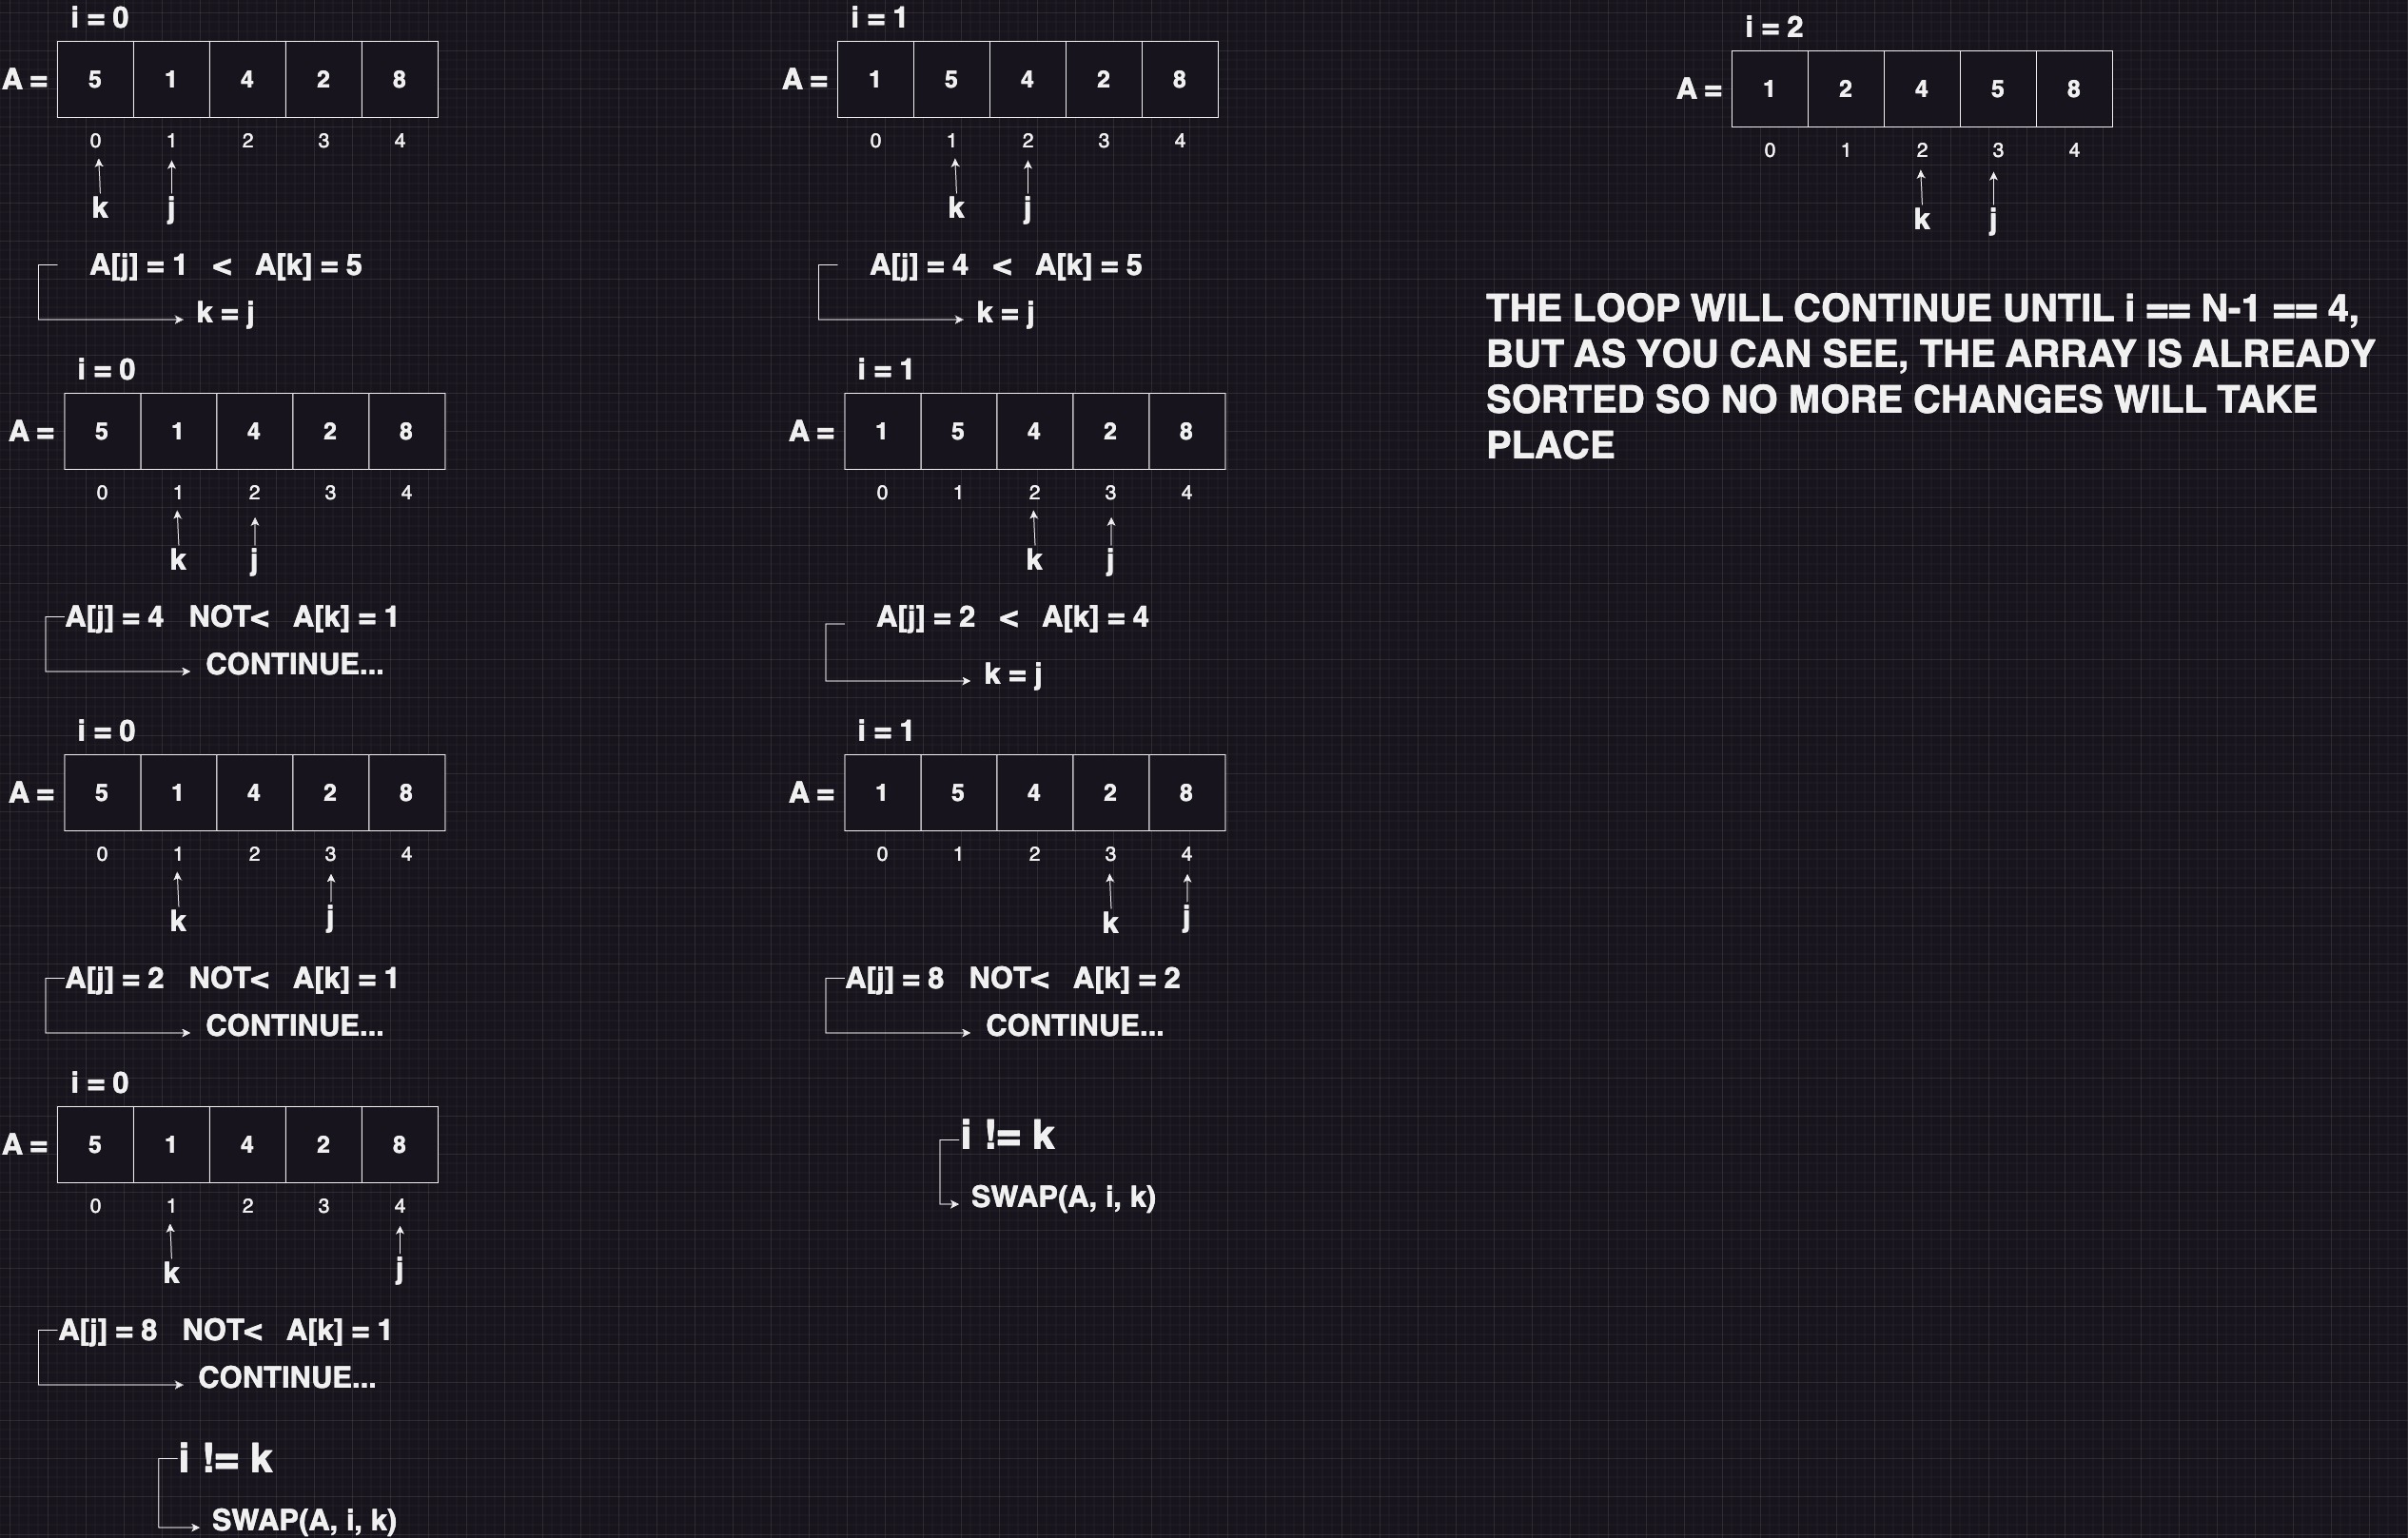 i = 0
A = 5 1 4 2 8
0 1 2 3 4
k j
A[j] = 1 < A[k] = 5
k = j
i = 0
A = 5 1 4 2 8
0 1 2 3 4
k j
A[j] = 4 NOT< A[k] = 1
CONTINUE...
i = 0
A = 5 1 4 2 8
0 1 2 3 4
k j
A[j] = 2 NOT< A[k] = 1
CONTINUE...
i = 0
A = 5 1 4 2 8
0 1 2 3 4
k j
A[j] = 8 NOT< A[k] = 1
CONTINUE...
i != k
SWAP(A, i, k)
i = 1
A = 1 5 4 2 8
0 1 2 3 4
k j
A[j] = 4 < A[k] = 5
k = j
i = 1
A = 1 5 4 2 8
0 1 2 3 4
k j
A[j] = 2 < A[k] = 4
k = j
i = 1
A = 1 5 4 2 8
0 1 2 3 4
k j
A[j] = 8 NOT< A[k] = 2
CONTINUE...
i != k
SWAP(A, i, k)
i = 2
A = 1 2 4 5 8
0 1 2 3 4
k j
THE LOOP WILL CONTINUE UNTIL i == N-1 == 4,
BUT AS YOU CAN SEE, THE ARRAY IS ALREADY
SORTED SO NO MORE CHANGES WILL TAKE
PLACE